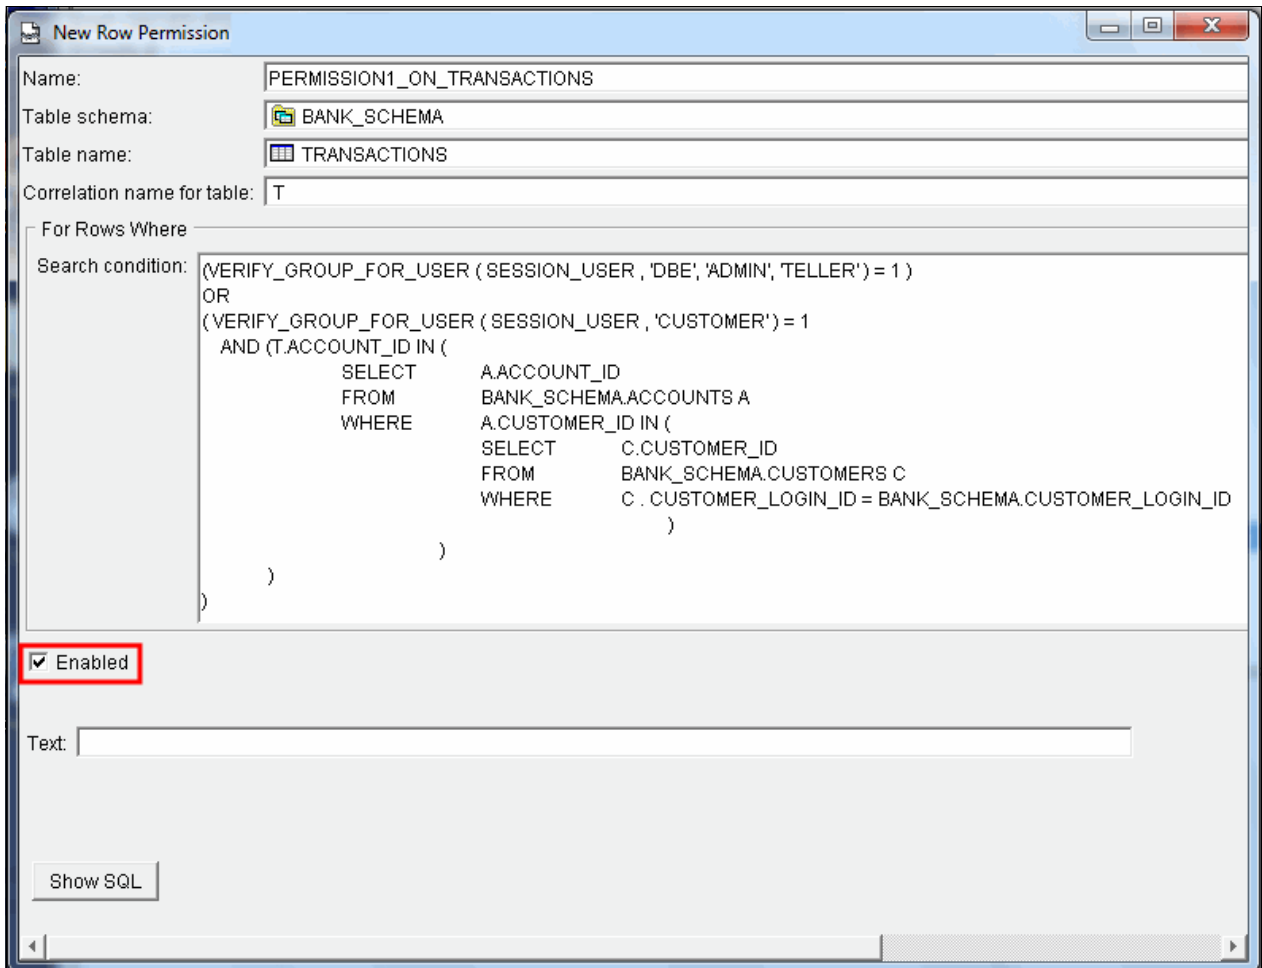 New Row Permission
Name: PERMISSION1_ON_TRANSACTIONS
Table schema: BANK_SCHEMA
Table name: TRANSACTIONS
Correlation name for table: T
For Rows Where
Search condition: (VERIFY_GROUP_FOR_USER ( SESSION_USER , 'DBE', 'ADMIN', 'TELLER' ) = 1 )
OR
( VERIFY_GROUP_FOR_USER ( SESSION_USER , 'CUSTOMER' ) = 1
AND (T.ACCOUNT_ID IN (
SELECT A.ACCOUNT_ID
FROM BANK_SCHEMA.ACCOUNTS A
WHERE A.CUSTOMER_ID IN (
SELECT C.CUSTOMER_ID
FROM BANK_SCHEMA.CUSTOMERS C
WHERE C . CUSTOMER_LOGIN_ID = BANK_SCHEMA.CUSTOMER_LOGIN_ID
)
)
)
)
Enabled
Text:
Show SQL